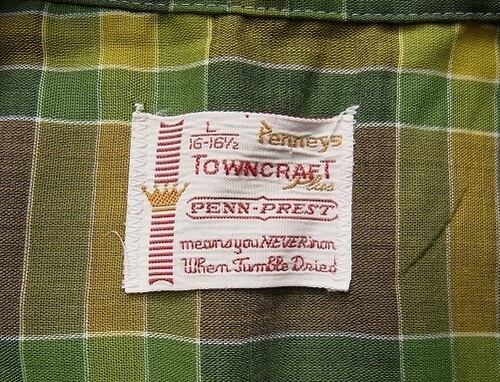 L
16-16½
Penneys
TOWNCRAFT
Plus
PENN-PREST
means you NEVER iron
When Tumble Dried